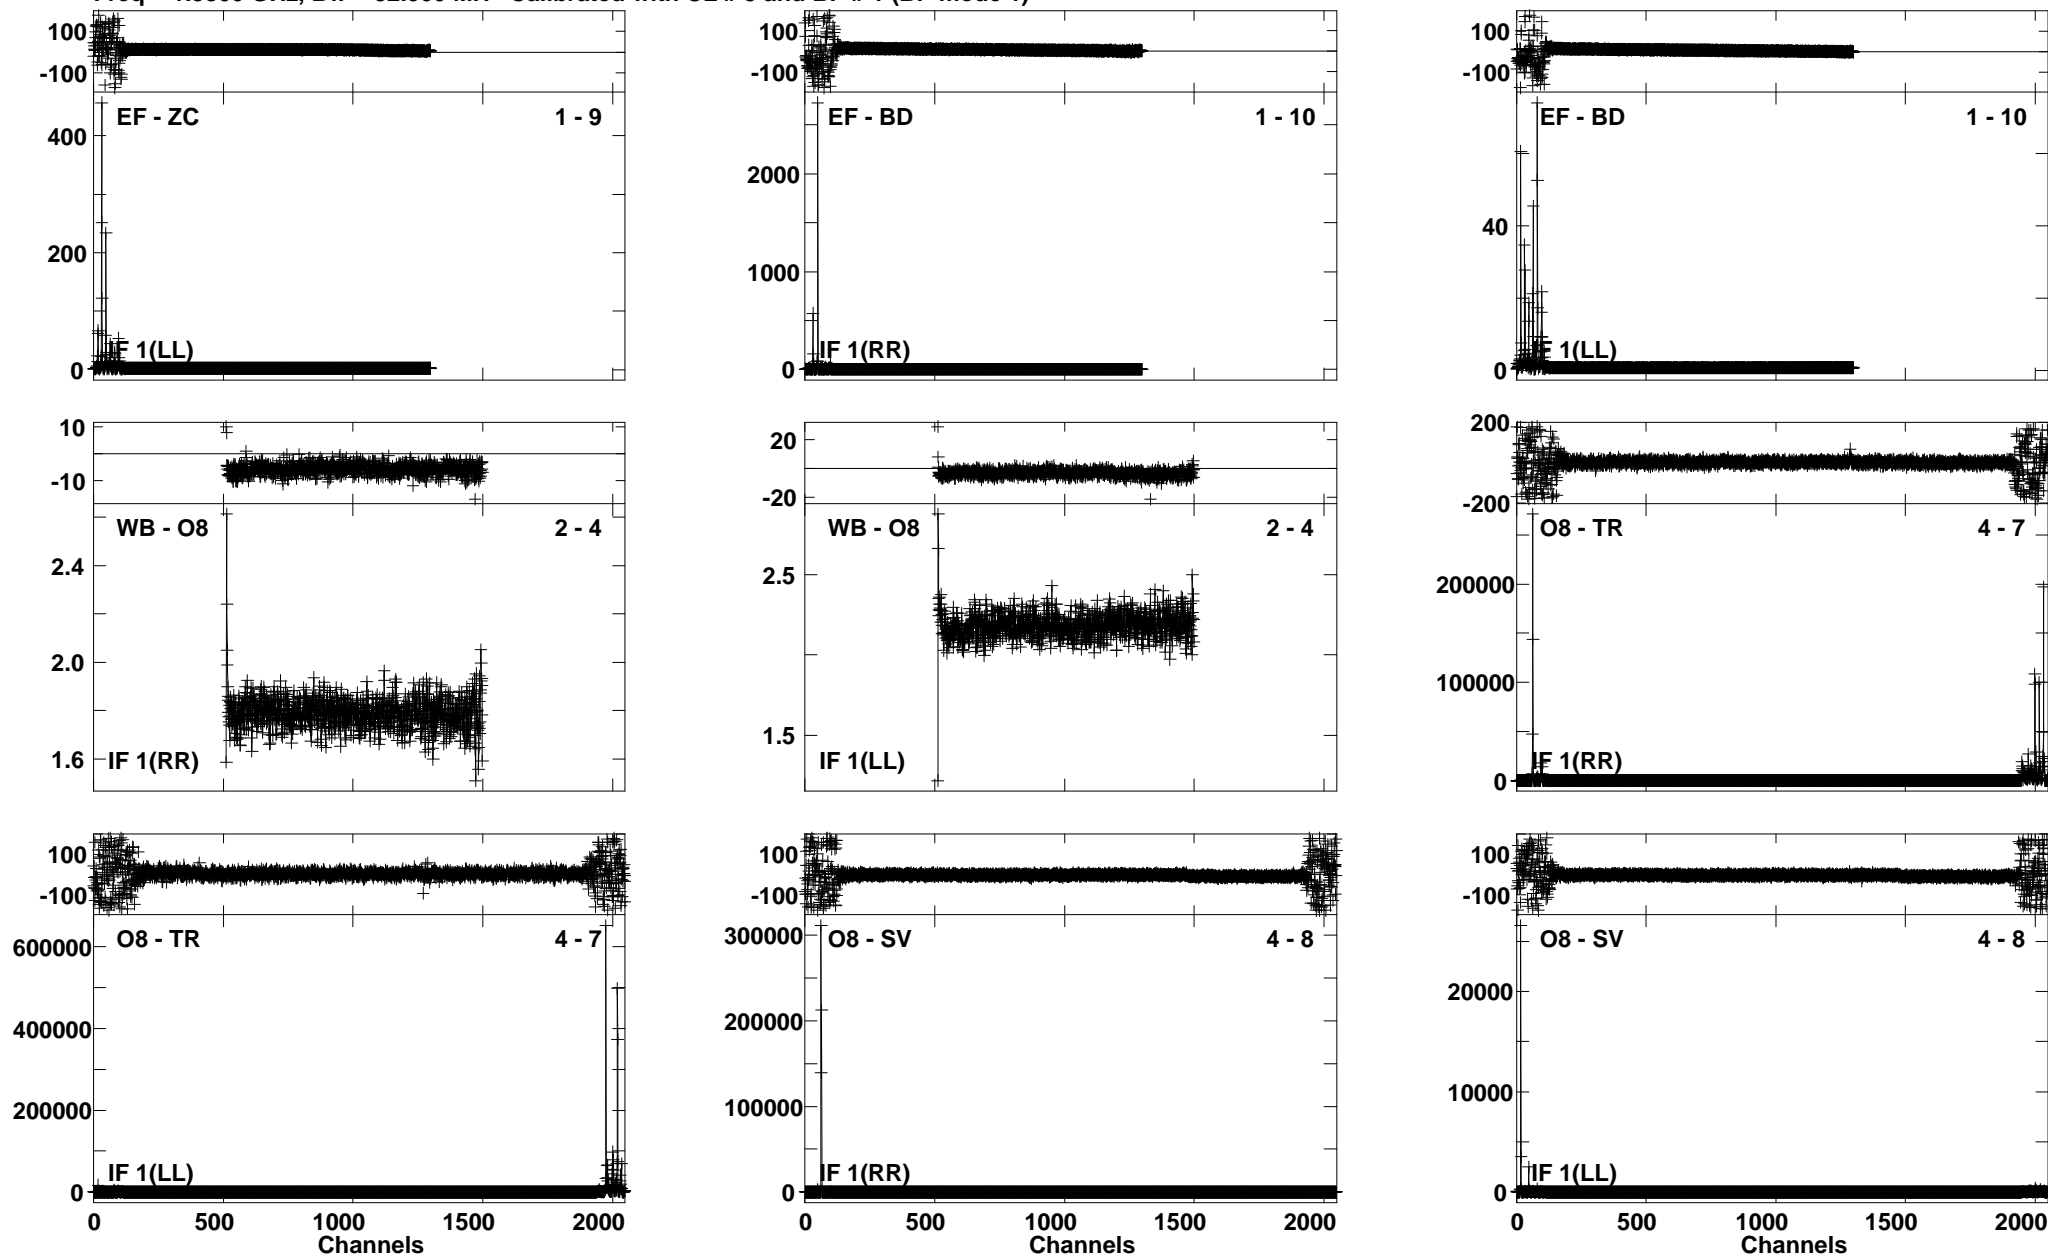 100
-100
EF - ZC 1 - 9
400
200
IF 1(LL)
0
100
-100
EF - BD 1 - 10
2000
1000
IF 1(RR)
0
100
-100
EF - BD 1 - 10
40
IF 1(LL)
0
10
-10
WB - O8 2 - 4
2.4
2.0
1.6
IF 1(RR)
20
-20
WB - O8 2 - 4
2.5
1.5
IF 1(LL)
200
-200
O8 - TR 4 - 7
200000
100000
IF 1(RR)
0
100
-100
O8 - TR 4 - 7
600000
400000
200000
IF 1(LL)
0
0 500 1000 1500 2000
Channels
100
-100
O8 - SV 4 - 8
300000
200000
100000
IF 1(RR)
0
0 500 1000 1500 2000
Channels
100
-100
O8 - SV 4 - 8
20000
10000
IF 1(LL)
0
0 500 1000 1500 2000
Channels